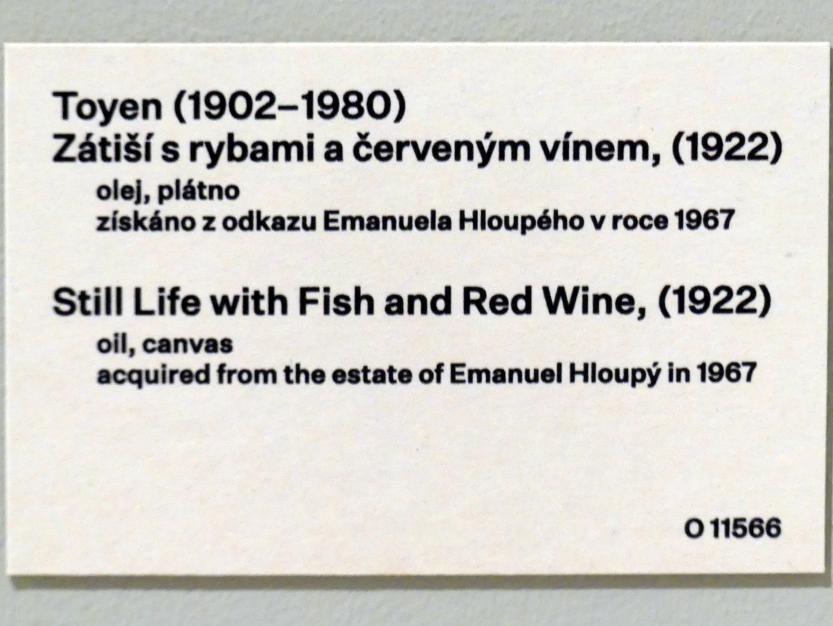 Toyen (1902–1980)
Zátiší s rybami a červeným vínem, (1922)
olej, plátno
získáno z odkazu Emanuela Hloupého v roce 1967
Still Life with Fish and Red Wine, (1922)
oil, canvas
acquired from the estate of Emanuel Hloupý in 1967
O 11566